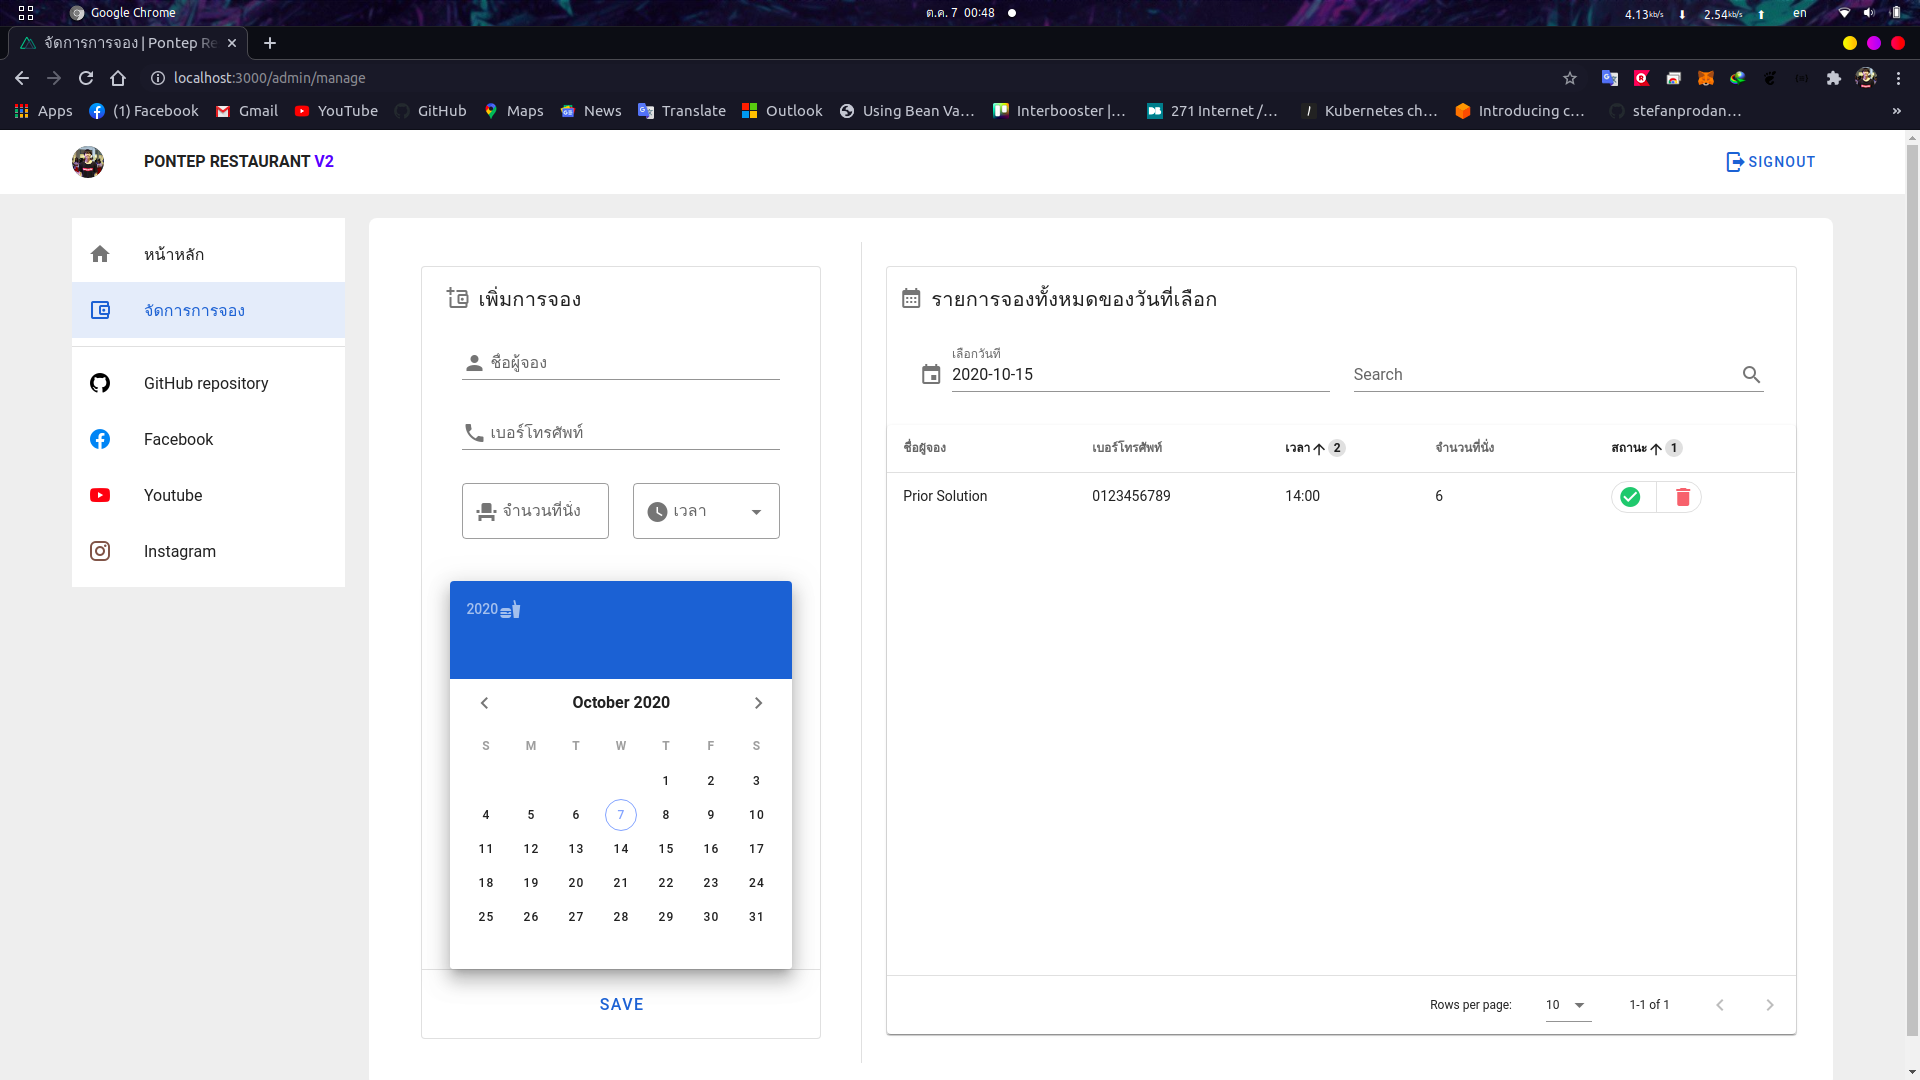 Google Chrome
ต.ค. 7 00:48
4.13kb/s 2.54kb/s en
จัดการการจอง | Pontep Re
localhost:3000/admin/manage
Apps (1) Facebook Gmail YouTube GitHub Maps News Translate Outlook Using Bean Va... Interbooster |... 271 Internet /... Kubernetes ch... Introducing c... stefanprodan... »
PONTEP RESTAURANT V2
SIGNOUT
หน้าหลัก
จัดการการจอง
GitHub repository
Facebook
Youtube
Instagram
เพิ่มการจอง
ชื่อผู้จอง
เบอร์โทรศัพท์
จำนวนที่นั่ง เวลา
2020
October 2020
S M T W T F S
1 2 3
4 5 6 7 8 9 10
11 12 13 14 15 16 17
18 19 20 21 22 23 24
25 26 27 28 29 30 31
SAVE
รายการจองทั้งหมดของวันที่เลือก
เลือกวันที่
2020-10-15
Search
ชื่อผู้จอง เบอร์โทรศัพท์ เวลา 2 จำนวนที่นั่ง สถานะ 1
Prior Solution 0123456789 14:00 6
Rows per page: 10 1-1 of 1